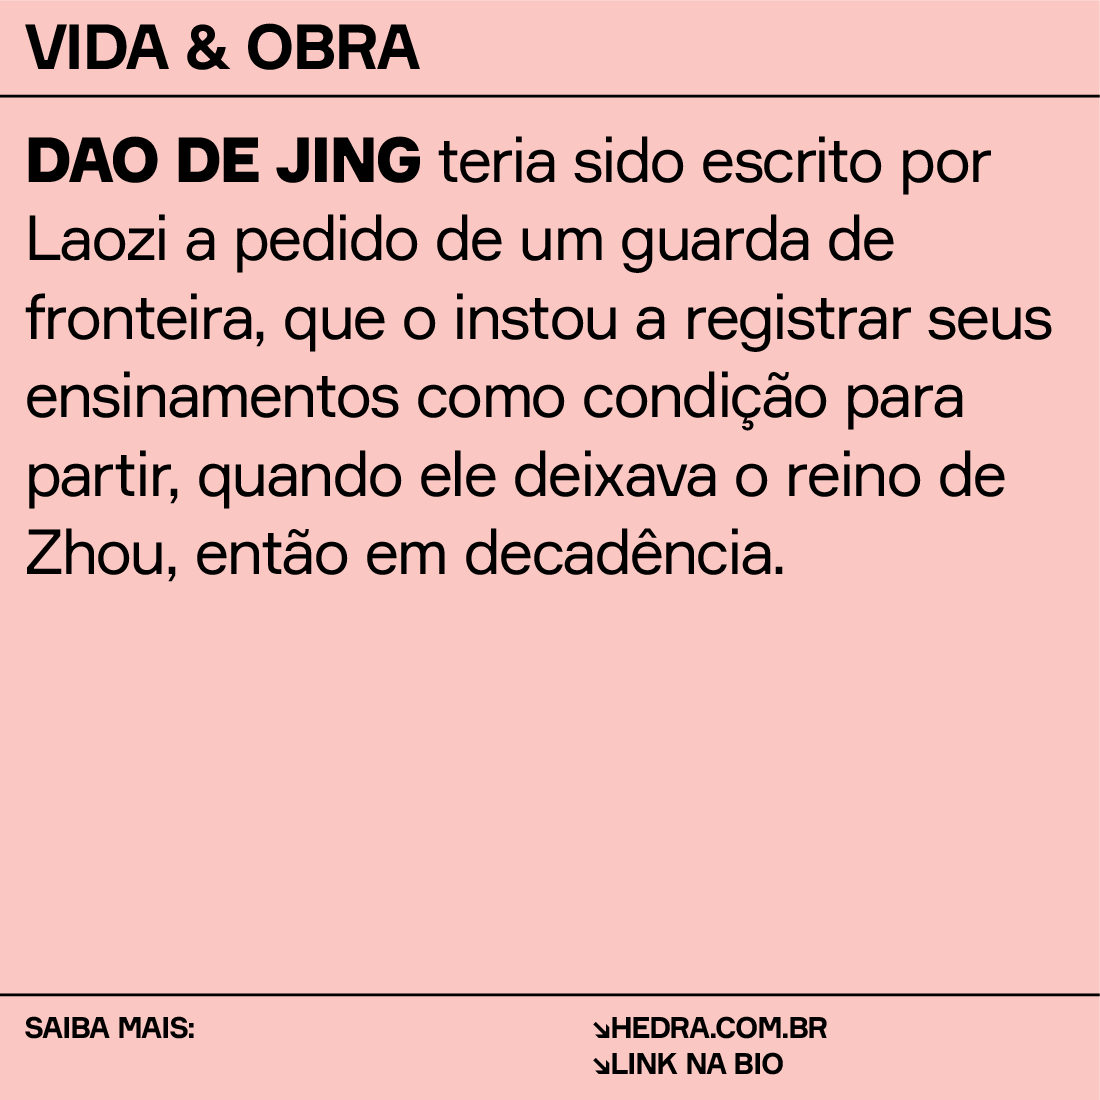 VIDA & OBRA
DAO DE JING teria sido escrito por
Laozi a pedido de um guarda de
fronteira, que o instou a registrar seus
ensinamentos como condição para
partir, quando ele deixava o reino de
Zhou, então em decadência.
SAIBA MAIS:
↘HEDRA.COM.BR
↘LINK NA BIO